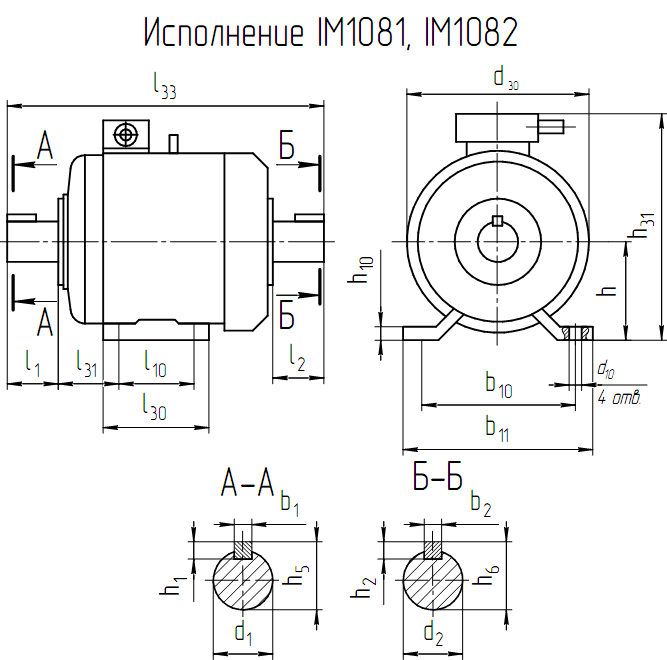 Исполнение IM1081, IM1082
l33
d30
А
Б
h31
h10
h
А
Б
l1
l31
l10
l2
d10
b10
4 отв.
l30
b11
А-А
Б-Б
b1
b2
h1
h5
h2
h6
d1
d2